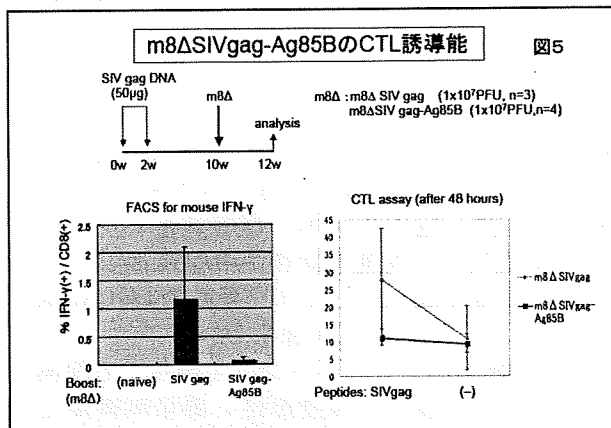 m8ΔSIVgag-Ag85BのCTL誘導能
図5
SIV gag DNA
(50μg)
m8Δ
analysis
0w 2w 10w 12w
m8Δ : m8Δ SIV gag (1x10⁷PFU, n=3)
m8ΔSIV gag-Ag85B (1x10⁷PFU,n=4)
FACS for mouse IFN-γ
% IFN-γ(+) / CD8(+)
2.5
2
1.5
1
0.5
0
Boost: (naïve) SIV gag SIV gag-
(m8Δ) Ag85B
CTL assay (after 48 hours)
45
40
35
30
25
20
15
10
5
0
m8Δ SIVgag
m8Δ SIVgag-
Ag85B
Peptides: SIVgag (−)